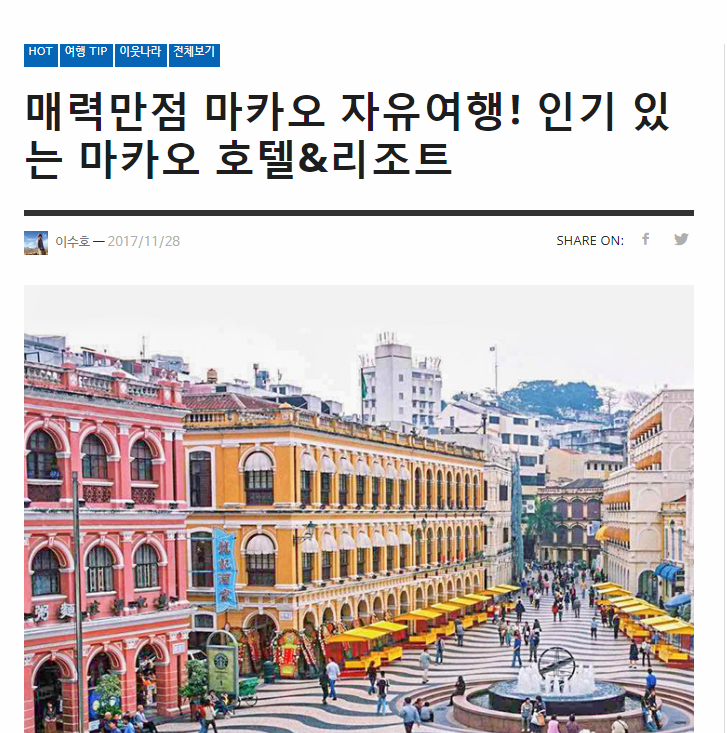 HOT 여행 TIP 이웃나라 전체보기
매력만점 마카오 자유여행! 인기 있
는 마카오 호텔&리조트
이수호 — 2017/11/28
SHARE ON:
粥 麵